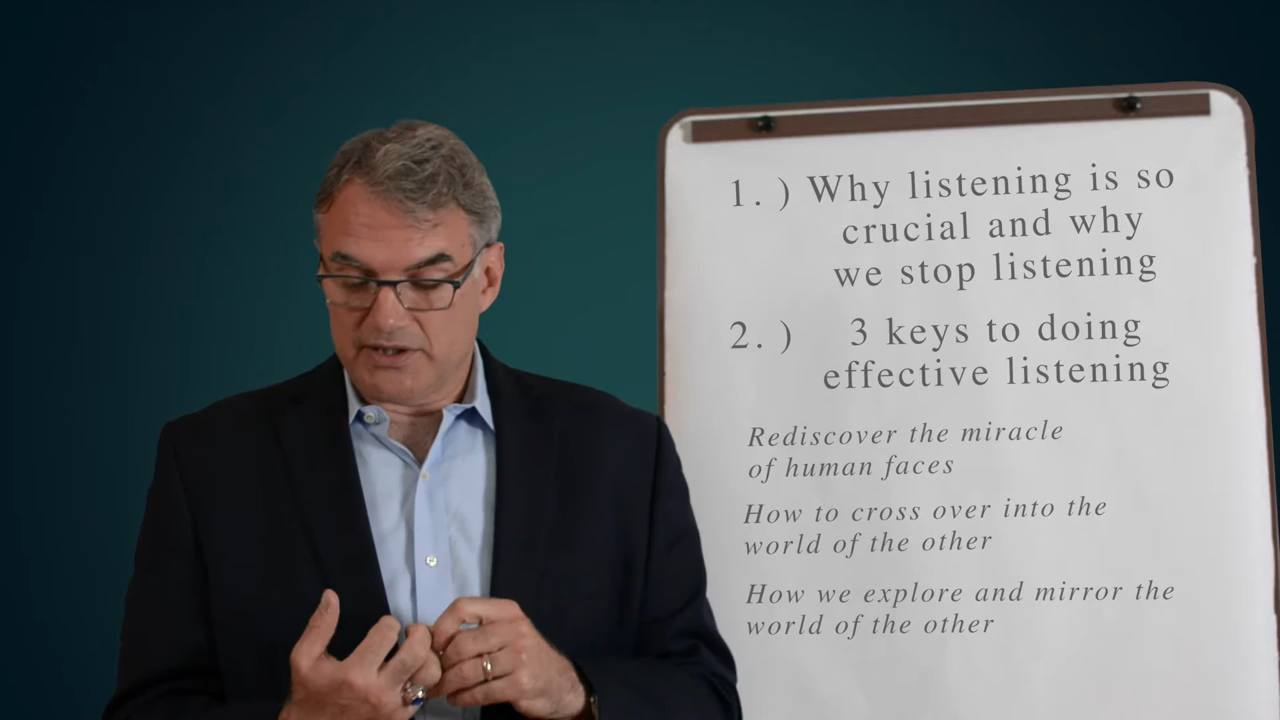 1. ) Why listening is so
crucial and why
we stop listening
2. ) 3 keys to doing
effective listening
Rediscover the miracle
of human faces
How to cross over into the
world of the other
How we explore and mirror the
world of the other